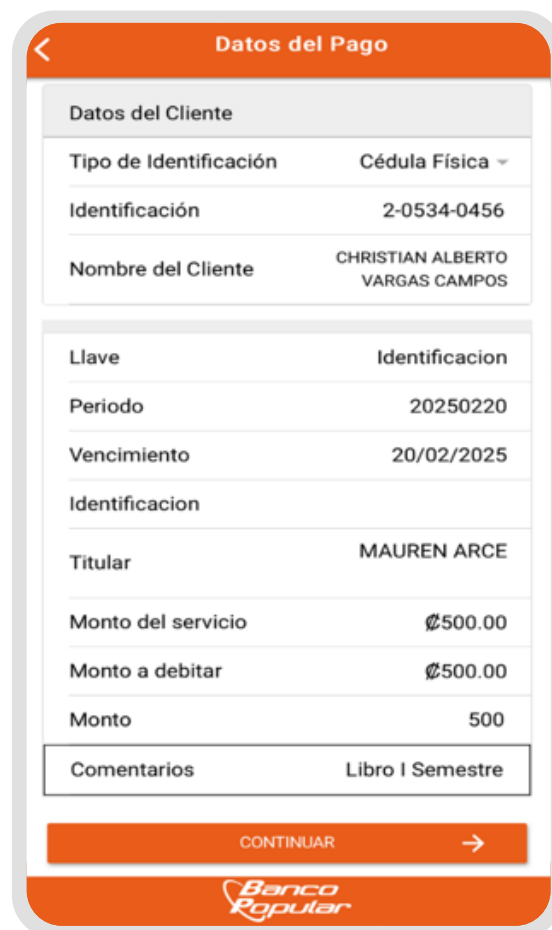 Datos del Pago
Datos del Cliente
Tipo de Identificación Cédula Física
Identificación 2-0534-0456
Nombre del Cliente CHRISTIAN ALBERTO
VARGAS CAMPOS
Llave Identificacion
Periodo 20250220
Vencimiento 20/02/2025
Identificacion
Titular MAUREN ARCE
Monto del servicio ₡500.00
Monto a debitar ₡500.00
Monto 500
Comentarios Libro I Semestre
CONTINUAR
Banco
Popular